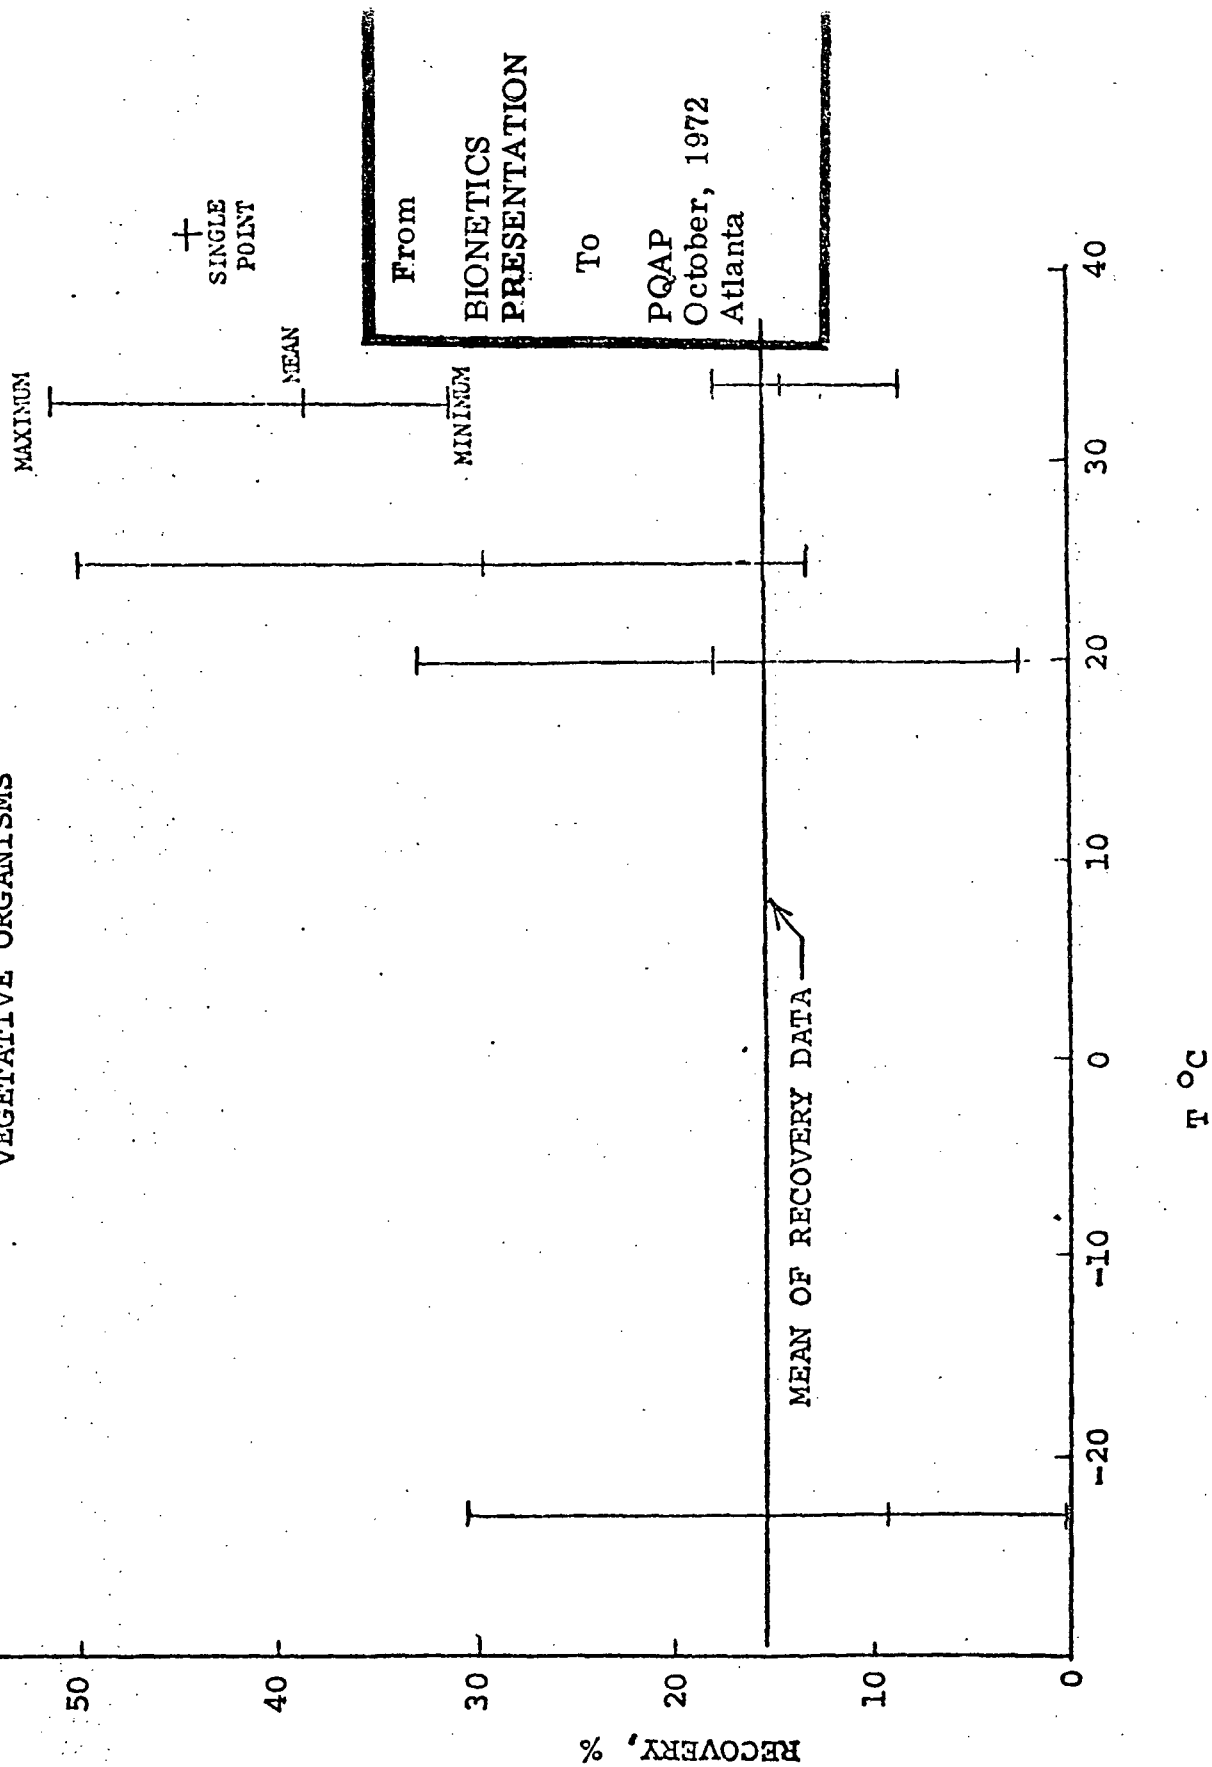 VEGETATIVE ORGANISMS
MAXIMUM
MEAN
MINIMUM
SINGLE
POINT
From
BIONETICS
PRESENTATION
To
PQAP
October, 1972
Atlanta
RECOVERY, %
50
40
30
20
10
0
MEAN OF RECOVERY DATA
-20
-10
0
10
20
30
40
T °C